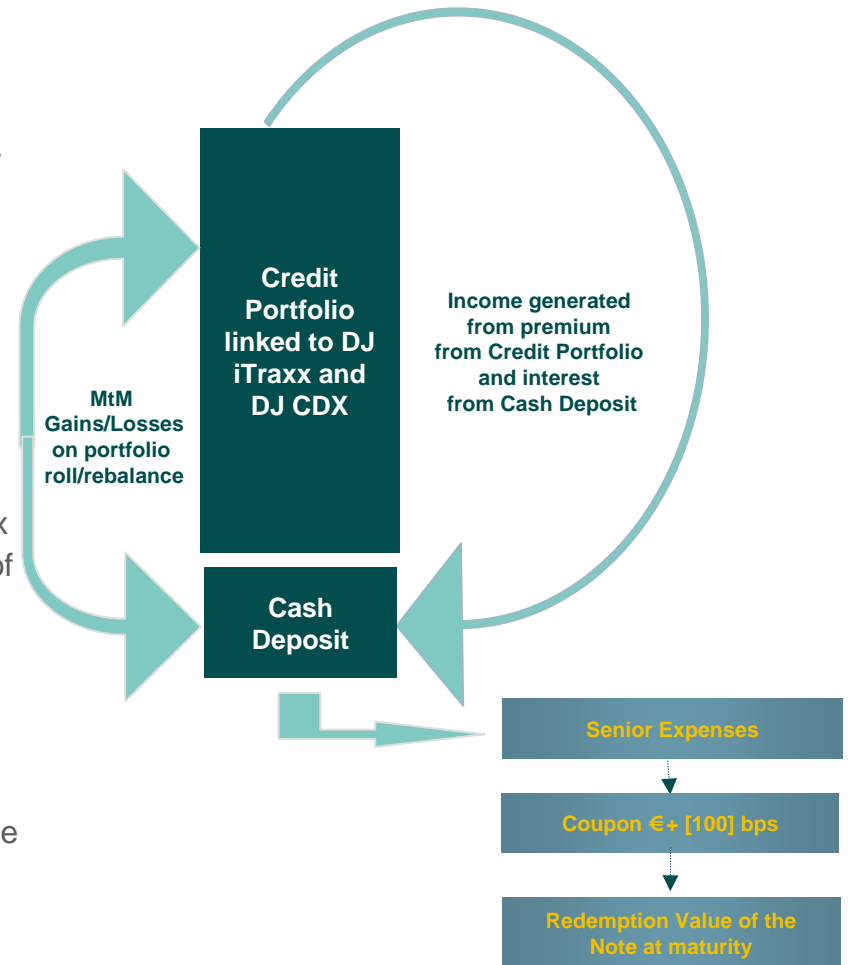 Credit
Portfolio
linked to DJ
iTraxx and
DJ CDX
Income generated
from premium
from Credit Portfolio
and interest
from Cash Deposit
MtM
Gains/Losses
on portfolio
roll/rebalance
x
of
Cash
Deposit
Senior Expenses
Coupon €+ [100] bps
e
Redemption Value of the
Note at maturity